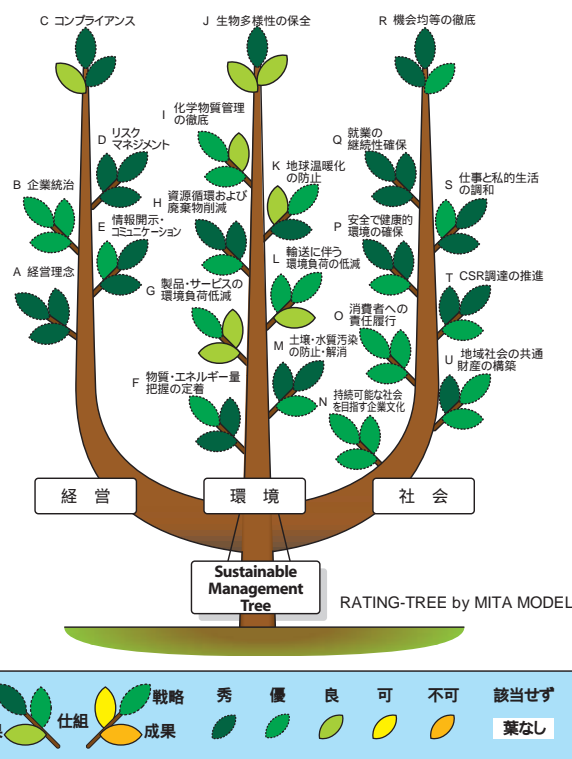 C コンプライアンス
J 生物多様性の保全
R 機会均等の徹底
I 化学物質管理
の徹底
D リスク
マネジメント
Q 就業の
継続性確保
K 地球温暖化
の防止
B 企業統治
H 資源循環および
廃棄物削減
S 仕事と私的生活
の調和
E 情報開示・
コミュニケーション
P 安全で健康的
環境の確保
L 輸送に伴う
環境負荷の低減
A 経営理念
G 製品・サービスの
環境負荷低減
T CSR調達の推進
O 消費者への
責任履行
M 土壌・水質汚染
の防止・解消
U 地域社会の共通
財産の構築
F 物質・エネルギー量
把握の定着
N 持続可能な社会
を目指す企業文化
経 営
環 境
社 会
Sustainable
Management
Tree
RATING-TREE by MITA MODEL
仕組
戦略
成果
秀
優
良
可
不可
該当せず
葉なし